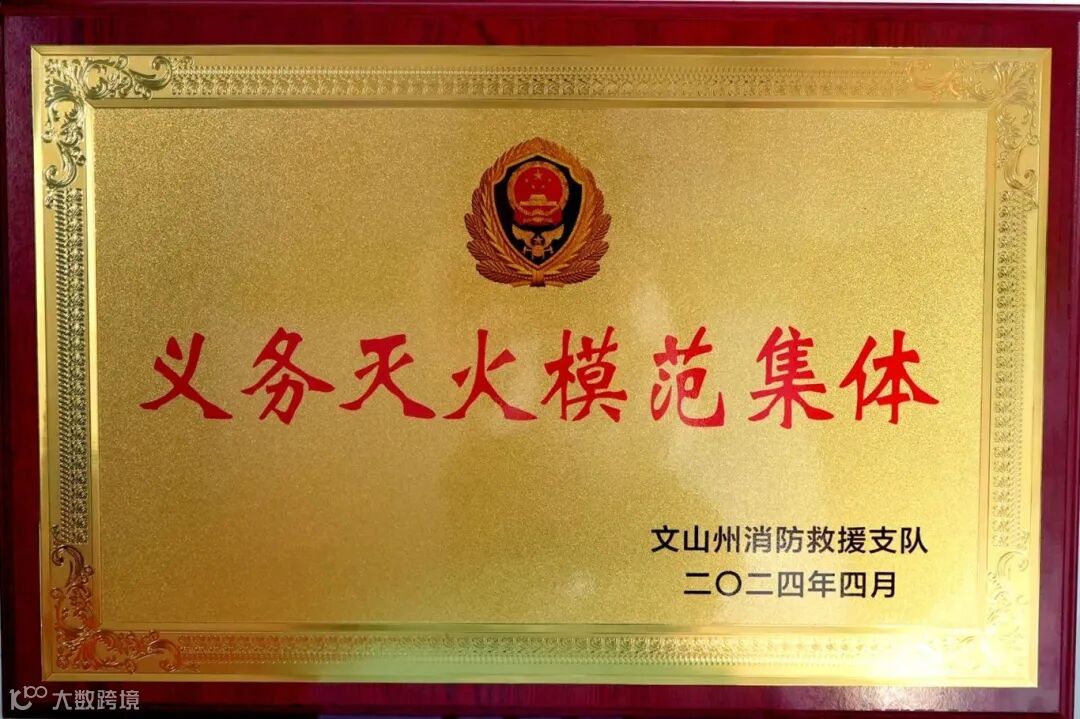 义务灭火模范集体
文山州消防救援支队
二〇二四年四月
大数跨境